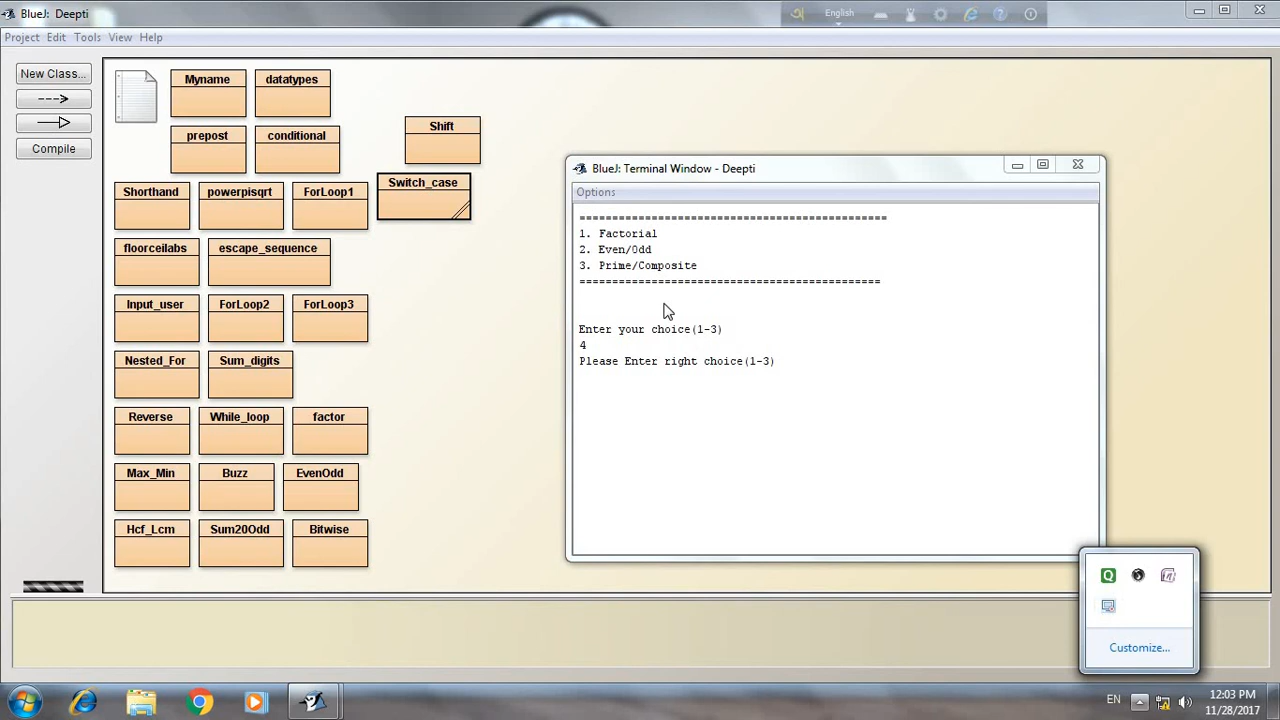 BlueJ: Deepti
English
Project Edit Tools View Help
New Class...
Compile
Myname
datatypes
prepost
conditional
Shift
Shorthand
powerpisqrt
ForLoop1
Switch_case
floorceilabs
escape_sequence
Input_user
ForLoop2
ForLoop3
Nested_For
Sum_digits
Reverse
While_loop
factor
Max_Min
Buzz
EvenOdd
Hcf_Lcm
Sum20Odd
Bitwise
BlueJ: Terminal Window - Deepti
Options
==============================================
1. Factorial
2. Even/Odd
3. Prime/Composite
==============================================
Enter your choice(1-3)
4
Please Enter right choice(1-3)
Customize...
EN
12:03 PM
11/28/2017